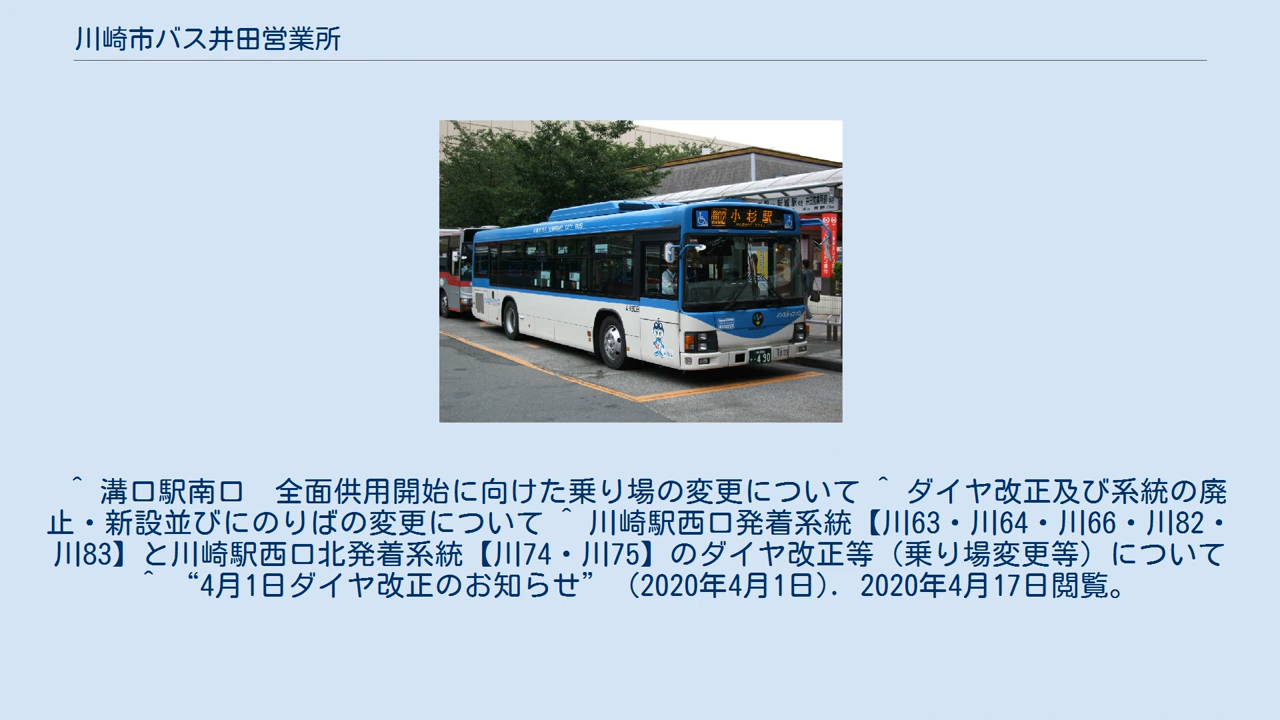 川崎市バス井田営業所
小杉駅
490
^ 溝口駅南口　全面供用開始に向けた乗り場の変更について ^ ダイヤ改正及び系統の廃
止・新設並びにのりばの変更について ^ 川崎駅西口発着系統【川63・川64・川66・川82・
川83】と川崎駅西口北発着系統【川74・川75】のダイヤ改正等（乗り場変更等）について
^ “4月1日ダイヤ改正のお知らせ” （2020年4月1日）. 2020年4月17日閲覧。